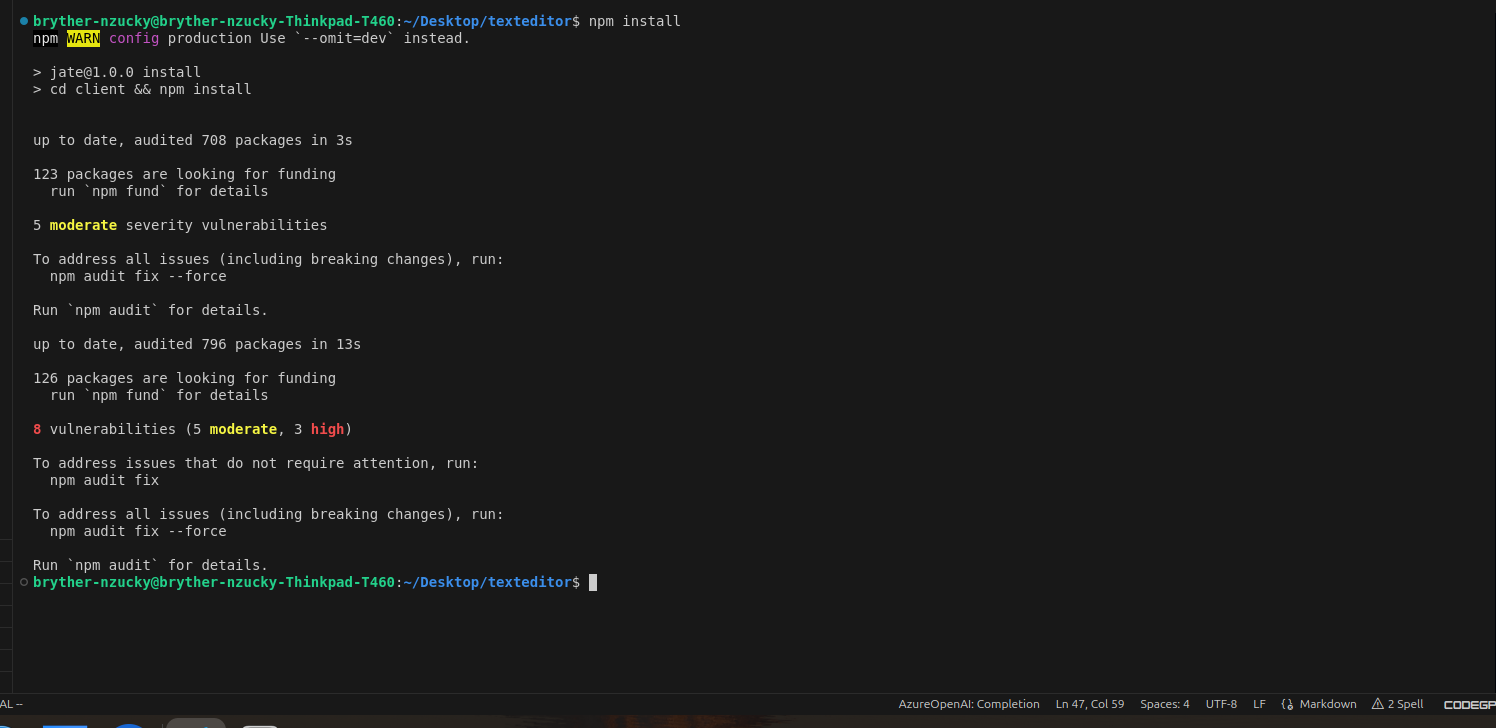 bryther-nzucky@bryther-nzucky-Thinkpad-T460:~/Desktop/texteditor$ npm install
npm WARN config production Use `--omit=dev` instead.
> jate@1.0.0 install
> cd client && npm install
up to date, audited 708 packages in 3s
123 packages are looking for funding
run `npm fund` for details
5 moderate severity vulnerabilities
To address all issues (including breaking changes), run:
npm audit fix --force
Run `npm audit` for details.
up to date, audited 796 packages in 13s
126 packages are looking for funding
run `npm fund` for details
8 vulnerabilities (5 moderate, 3 high)
To address issues that do not require attention, run:
npm audit fix
To address all issues (including breaking changes), run:
npm audit fix --force
Run `npm audit` for details.
bryther-nzucky@bryther-nzucky-Thinkpad-T460:~/Desktop/texteditor$
AL -- AzureOpenAI: Completion Ln 47, Col 59 Spaces: 4 UTF-8 LF Markdown 2 Spell CODEGP